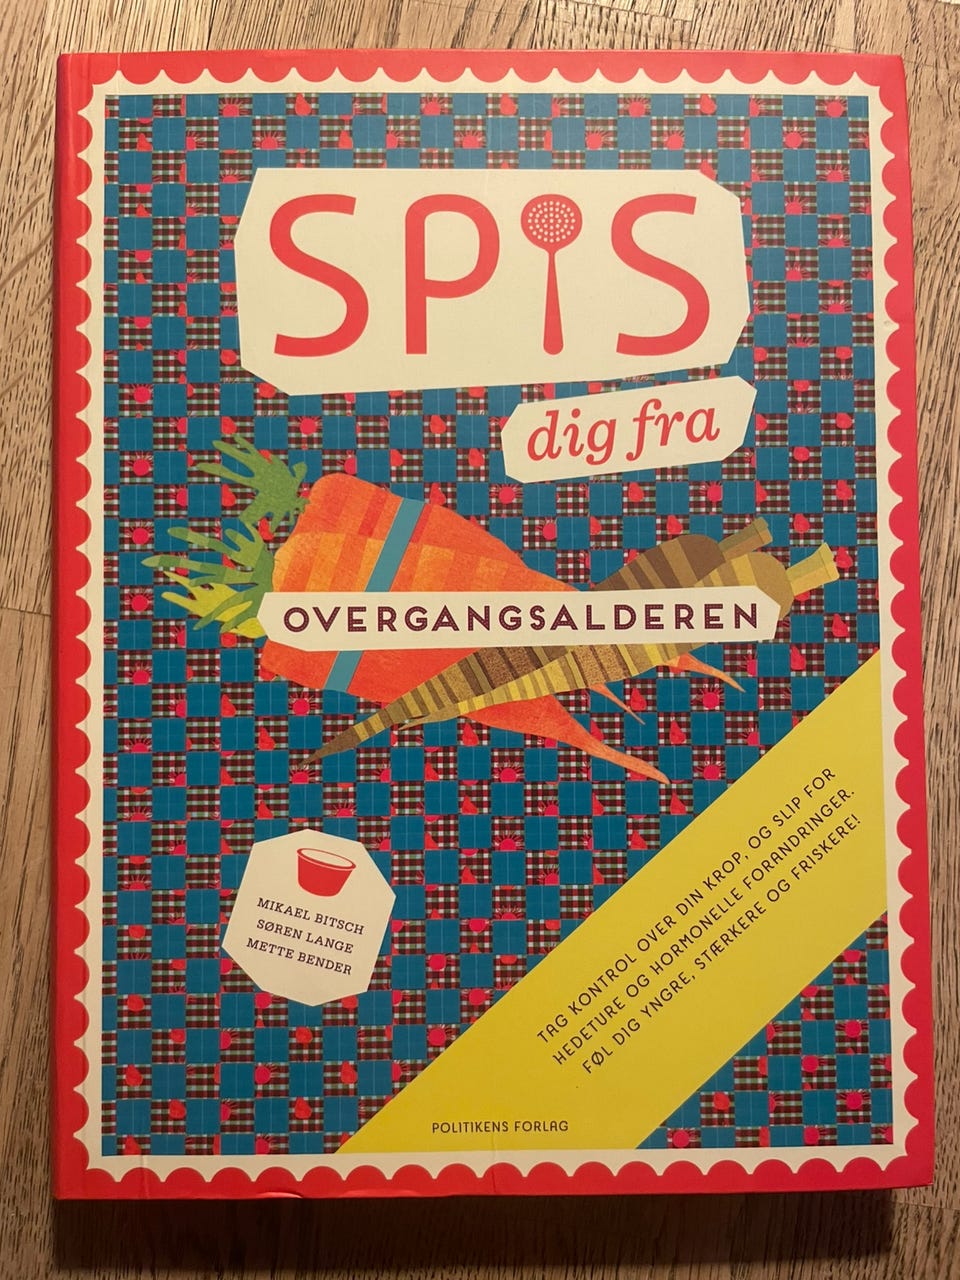 SPIS
dig fra
OVERGANGSALDEREN
MIKAEL BITSCH
SØREN LANGE
METTE BENDER
TAG KONTROL OVER DIN KROP, OG SLIP FOR
HEDETURE OG HORMONELLE FORANDRINGER.
FØL DIG YNGRE, STÆRKERE OG FRISKERE!
POLITIKENS FORLAG